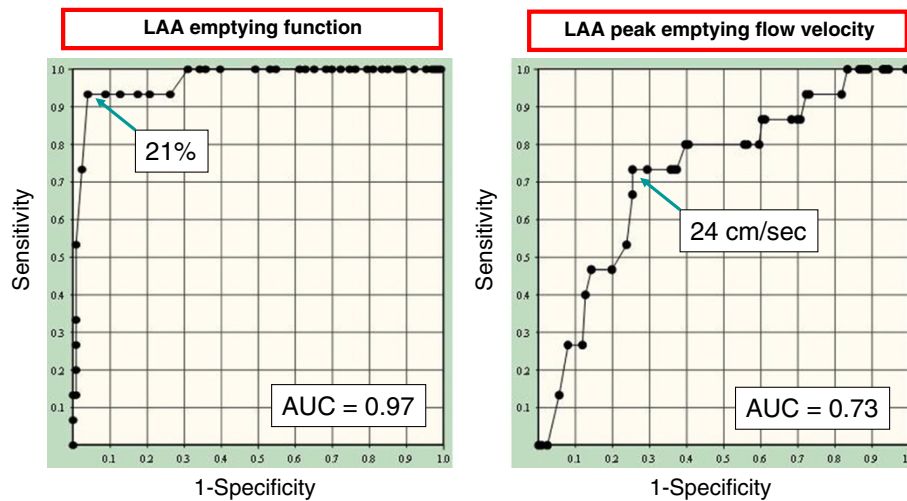 LAA emptying function
1.0
0.9
0.8
0.7
0.6
0.5
0.4
0.3
0.2
0.1
Sensitivity
21%
AUC = 0.97
0.1 0.2 0.3 0.4 0.5 0.6 0.7 0.8 0.9 1.0
1-Specificity
LAA peak emptying flow velocity
1.0
0.9
0.8
0.7
0.6
0.5
0.4
0.3
0.2
0.1
Sensitivity
24 cm/sec
AUC = 0.73
0.1 0.2 0.3 0.4 0.5 0.6 0.7 0.8 0.9 1.0
1-Specificity